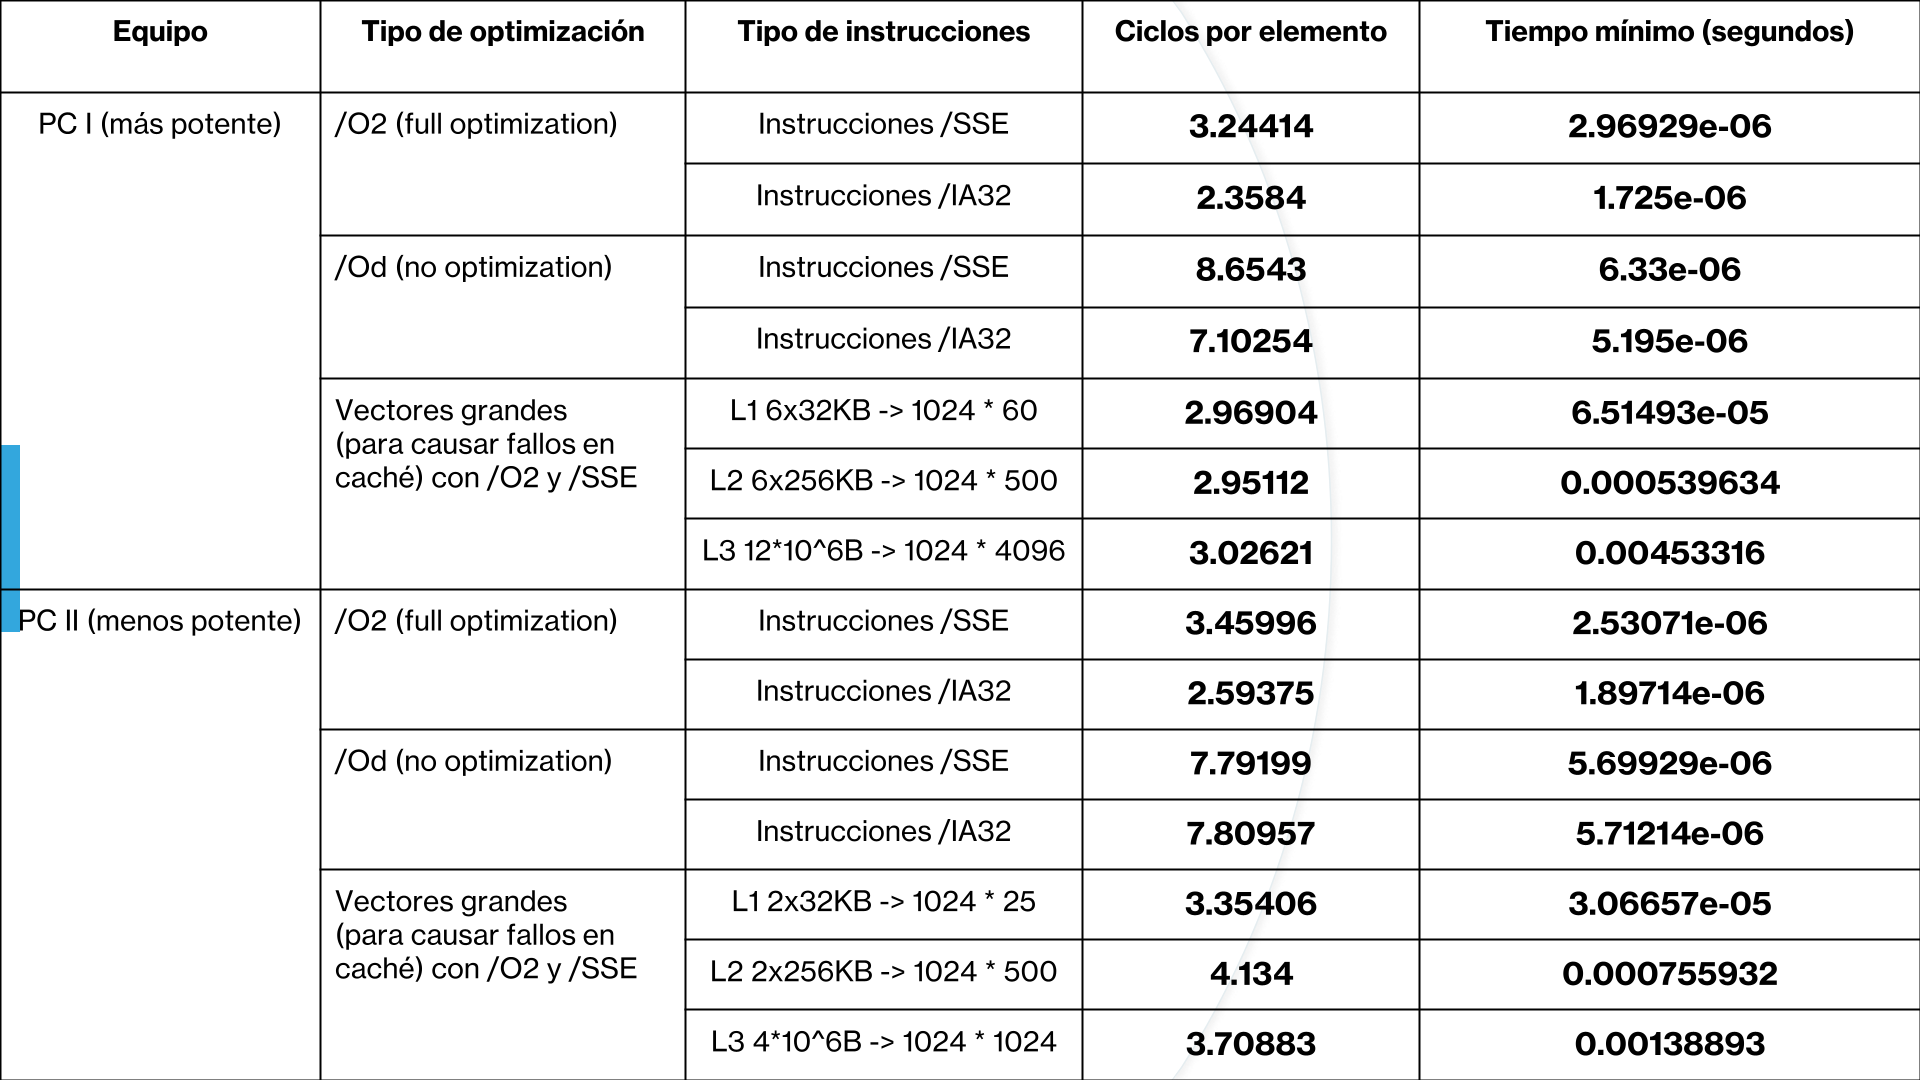 Equipo Tipo de optimización Tipo de instrucciones Ciclos por elemento Tiempo mínimo (segundos)
PC I (más potente) /O2 (full optimization) Instrucciones /SSE 3.24414 2.96929e-06
Instrucciones /IA32 2.3584 1.725e-06
/Od (no optimization) Instrucciones /SSE 8.6543 6.33e-06
Instrucciones /IA32 7.10254 5.195e-06
Vectores grandes
(para causar fallos en
caché) con /O2 y /SSE
L1 6x32KB -> 1024 * 60 2.96904 6.51493e-05
L2 6x256KB -> 1024 * 500 2.95112 0.000539634
L3 12*10^6B -> 1024 * 4096 3.02621 0.00453316
PC II (menos potente) /O2 (full optimization) Instrucciones /SSE 3.45996 2.53071e-06
Instrucciones /IA32 2.59375 1.89714e-06
/Od (no optimization) Instrucciones /SSE 7.79199 5.69929e-06
Instrucciones /IA32 7.80957 5.71214e-06
Vectores grandes
(para causar fallos en
caché) con /O2 y /SSE
L1 2x32KB -> 1024 * 25 3.35406 3.06657e-05
L2 2x256KB -> 1024 * 500 4.134 0.000755932
L3 4*10^6B -> 1024 * 1024 3.70883 0.00138893